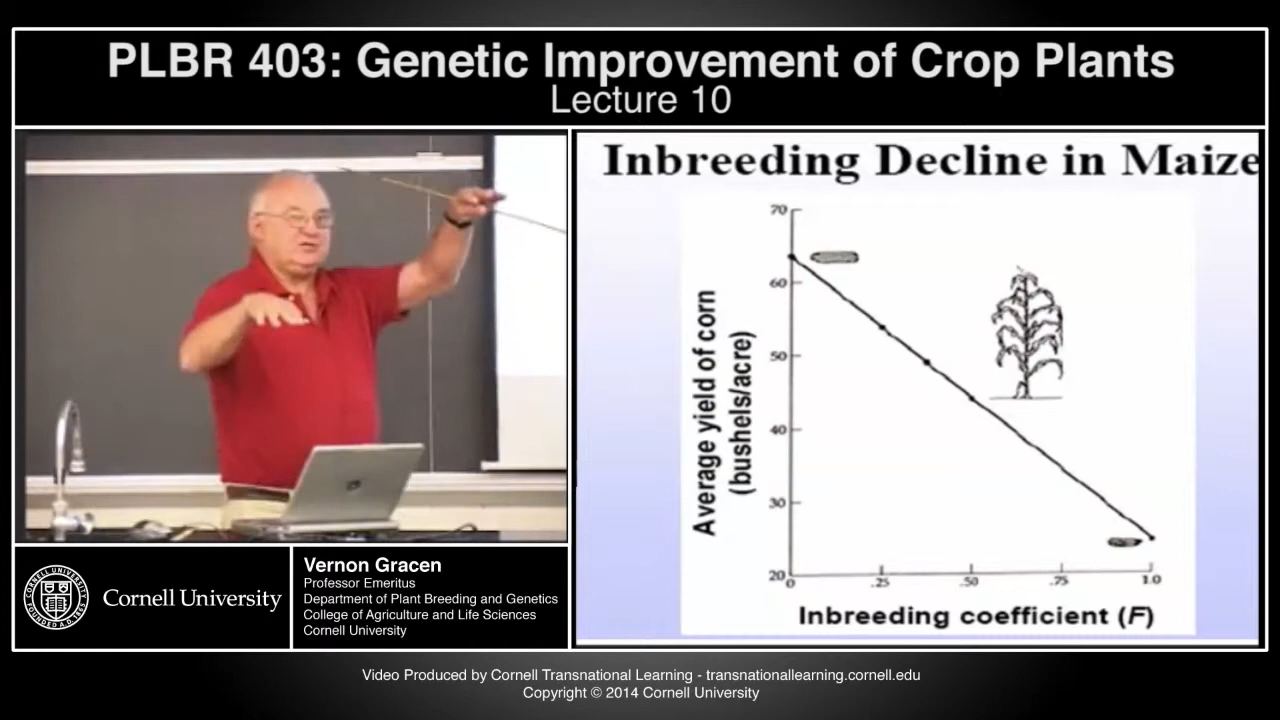 PLBR 403: Genetic Improvement of Crop Plants
Lecture 10
Inbreeding Decline in Maize
70
60
50
40
30
20
0
.25
.50
.75
1.0
Average yield of corn
(bushels/acre)
Inbreeding coefficient (F)
Cornell University
Vernon Gracen
Professor Emeritus
Department of Plant Breeding and Genetics
College of Agriculture and Life Sciences
Cornell University
Video Produced by Cornell Transnational Learning - transnationallearning.cornell.edu
Copyright © 2014 Cornell University